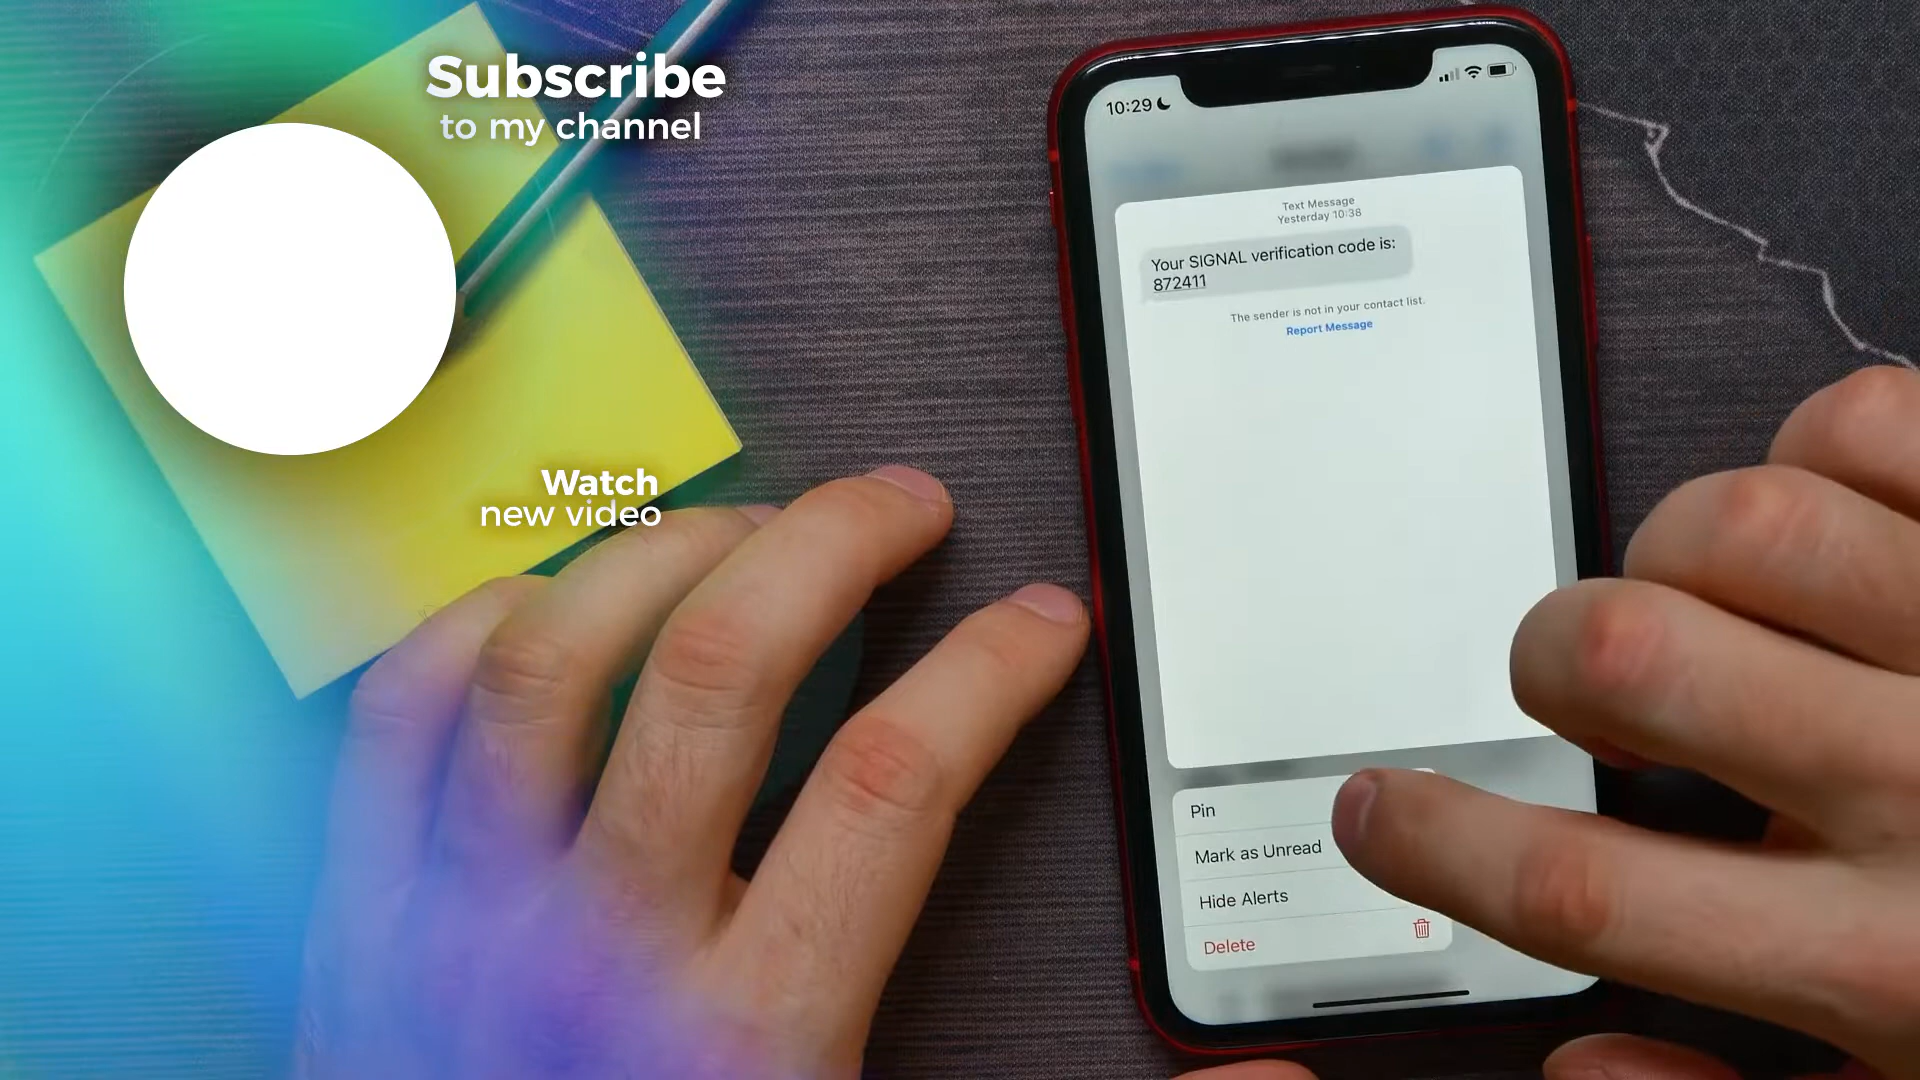 Subscribe
to my channel
Watch
new video
10:29
Text Message
Yesterday 10:38
Your SIGNAL verification code is:
872411
The sender is not in your contact list.
Report Message
Pin
Mark as Unread
Hide Alerts
Delete